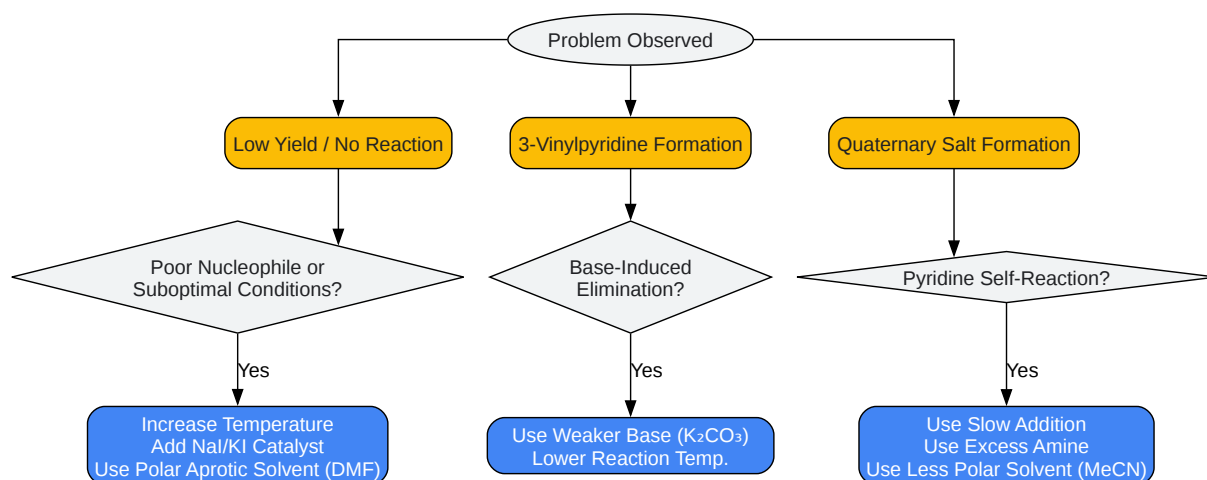 Problem Observed
Low Yield / No Reaction
3-Vinylpyridine Formation
Quaternary Salt Formation
Poor Nucleophile or
Suboptimal Conditions?
Base-Induced
Elimination?
Pyridine Self-Reaction?
Yes
Yes
Yes
Increase Temperature
Add NaI/KI Catalyst
Use Polar Aprotic Solvent (DMF)
Use Weaker Base (K₂CO₃)
Lower Reaction Temp.
Use Slow Addition
Use Excess Amine
Use Less Polar Solvent (MeCN)